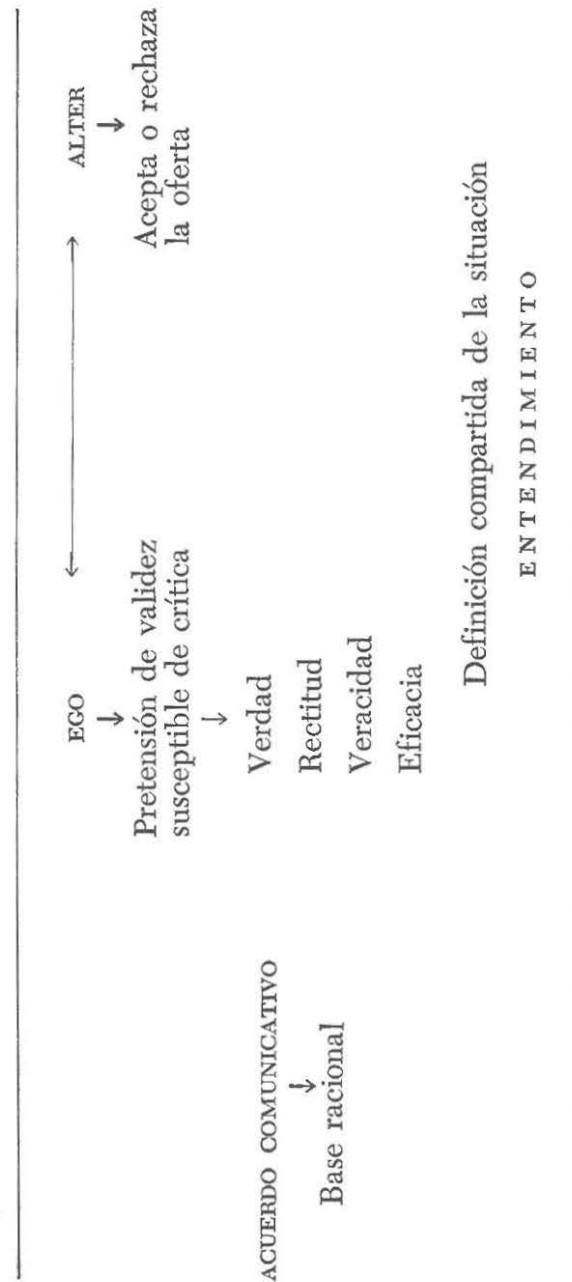 EGO
ALTER
Pretensión de validez
susceptible de crítica
Acepta o rechaza
la oferta
Verdad
ACUERDO COMUNICATIVO
Rectitud
Base racional
Veracidad
Eficacia
Definición compartida de la situación
ENTENDIMIENTO